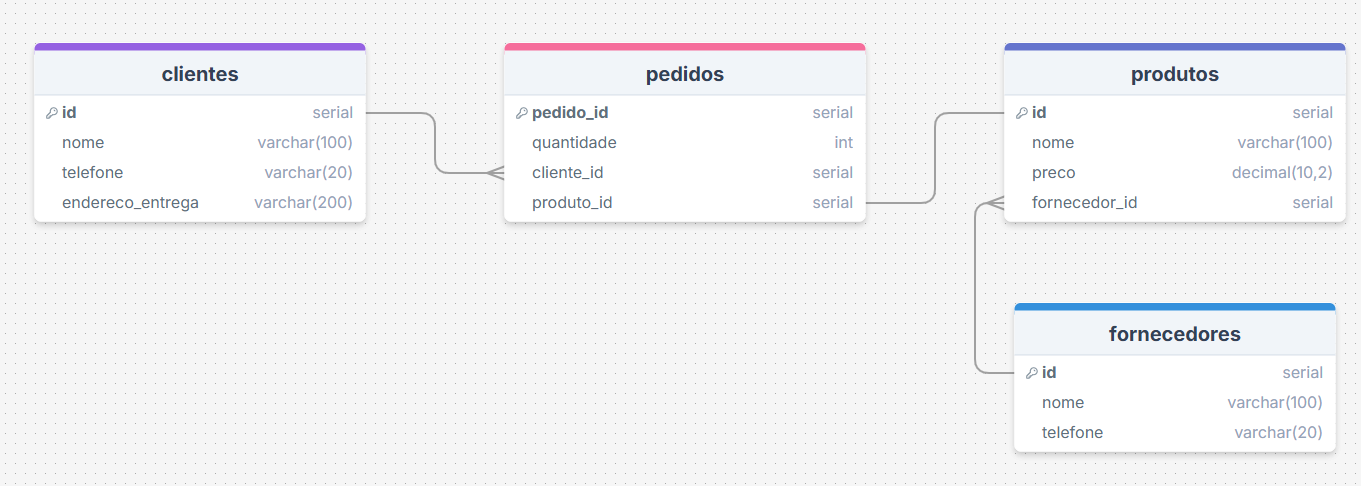 clientes
id serial
nome varchar(100)
telefone varchar(20)
endereco_entrega varchar(200)
pedidos
pedido_id serial
quantidade int
cliente_id serial
produto_id serial
produtos
id serial
nome varchar(100)
preco decimal(10,2)
fornecedor_id serial
fornecedores
id serial
nome varchar(100)
telefone varchar(20)